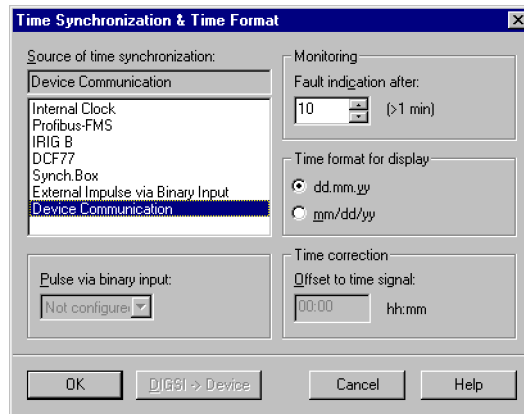 Time Synchronization & Time Format
Source of time synchronization:
Device Communication
Internal Clock
Profibus-FMS
IRIG B
DCF77
Synch.Box
External Impulse via Binary Input
Device Communication
Monitoring
Fault indication after:
10 (>1 min)
Time format for display
dd.mm.yy
mm/dd/yy
Pulse via binary input:
Not configure
Time correction
Offset to time signal:
00:00 hh:mm
OK DIGSI -> Device Cancel Help